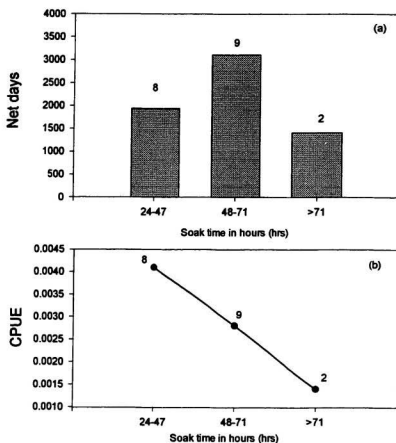 (a)
Net days
4000
3500
3000
2500
2000
1500
1000
500
0
8
9
2
24-47 48-71 >71
Soak time in hours (hrs)
(b)
CPUE
0.0045
0.0040
0.0035
0.0030
0.0025
0.0020
0.0015
0.0010
8
9
2
24-47 48-71 >71
Soak time in hours (hrs)